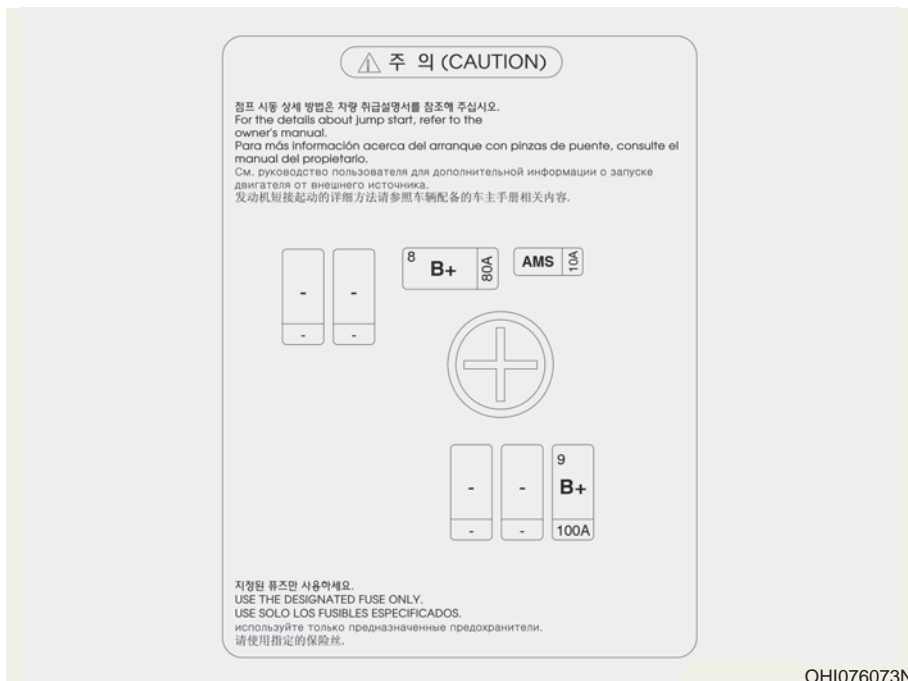 주 의 (CAUTION)
점프 시동 상세 방법은 차량 취급설명서를 참조해 주십시오.
For the details about jump start, refer to the
owner's manual.
Para más información acerca del arranque con pinzas de puente, consulte el
manual del propietario.
См. руководство пользователя для дополнительной информации о запуске
двигателя от внешнего источника.
发动机短接起动的详细方法请参照车辆配备的车主手册相关内容.
- -
- -
8 B+ 80A
AMS 10A
- -
- -
9
B+
100A
지정된 퓨즈만 사용하세요.
USE THE DESIGNATED FUSE ONLY.
USE SOLO LOS FUSIBLES ESPECIFICADOS.
используйте только предназначенные предохранители.
请使用指定的保险丝.
OHI076073N